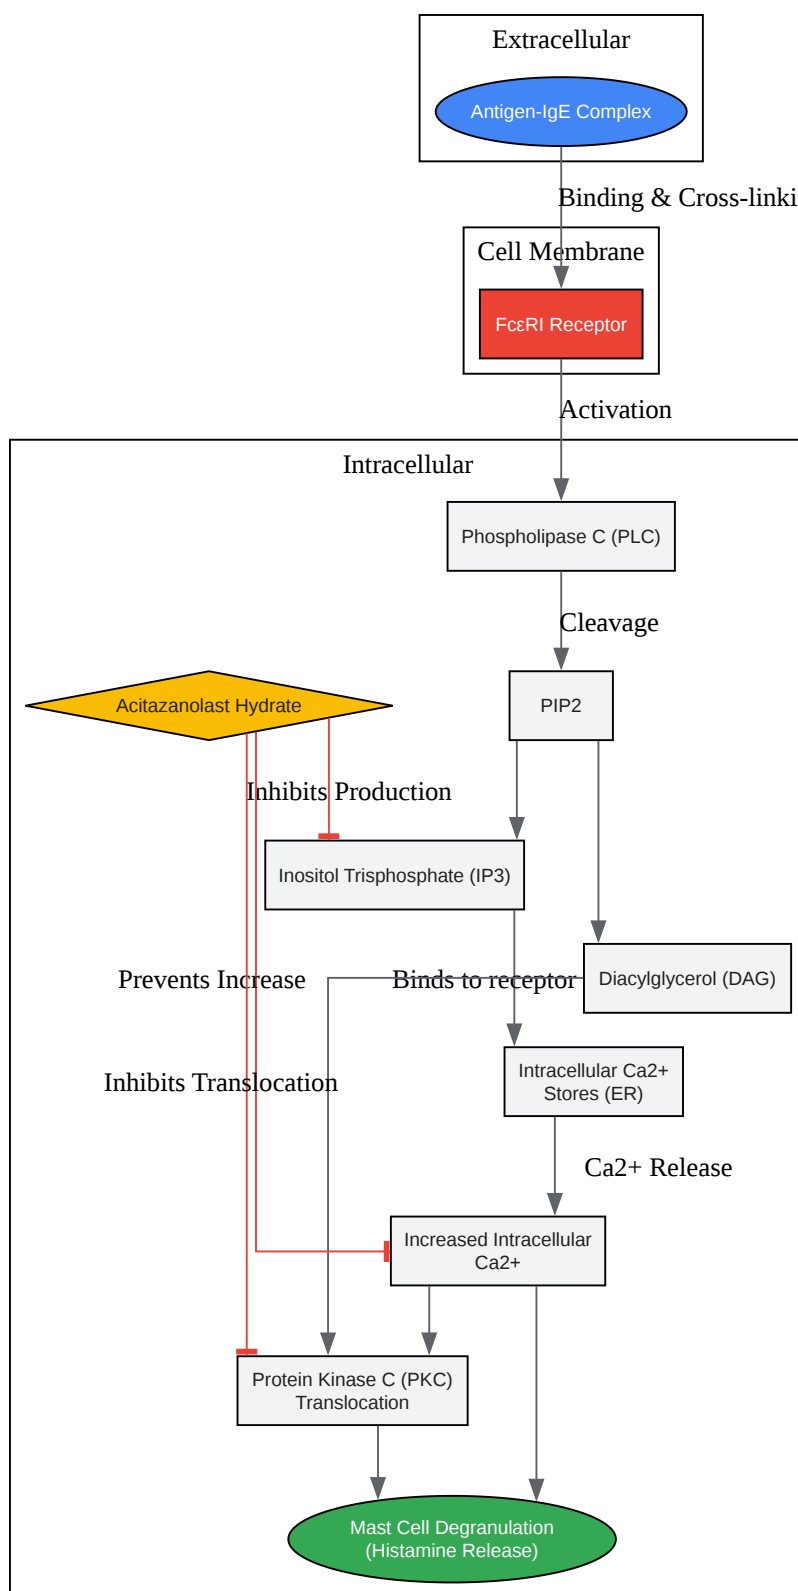 Extracellular
Antigen-IgE Complex
Binding & Cross-linki
Cell Membrane
FcεRI Receptor
Activation
Intracellular
Phospholipase C (PLC)
Cleavage
Acitazanolast Hydrate
PIP2
Inhibits Production
Inositol Trisphosphate (IP3)
Prevents Increase
Binds to receptor
Diacylglycerol (DAG)
Inhibits Translocation
Intracellular Ca2+
Stores (ER)
Ca2+ Release
Increased Intracellular
Ca2+
Protein Kinase C (PKC)
Translocation
Mast Cell Degranulation
(Histamine Release)